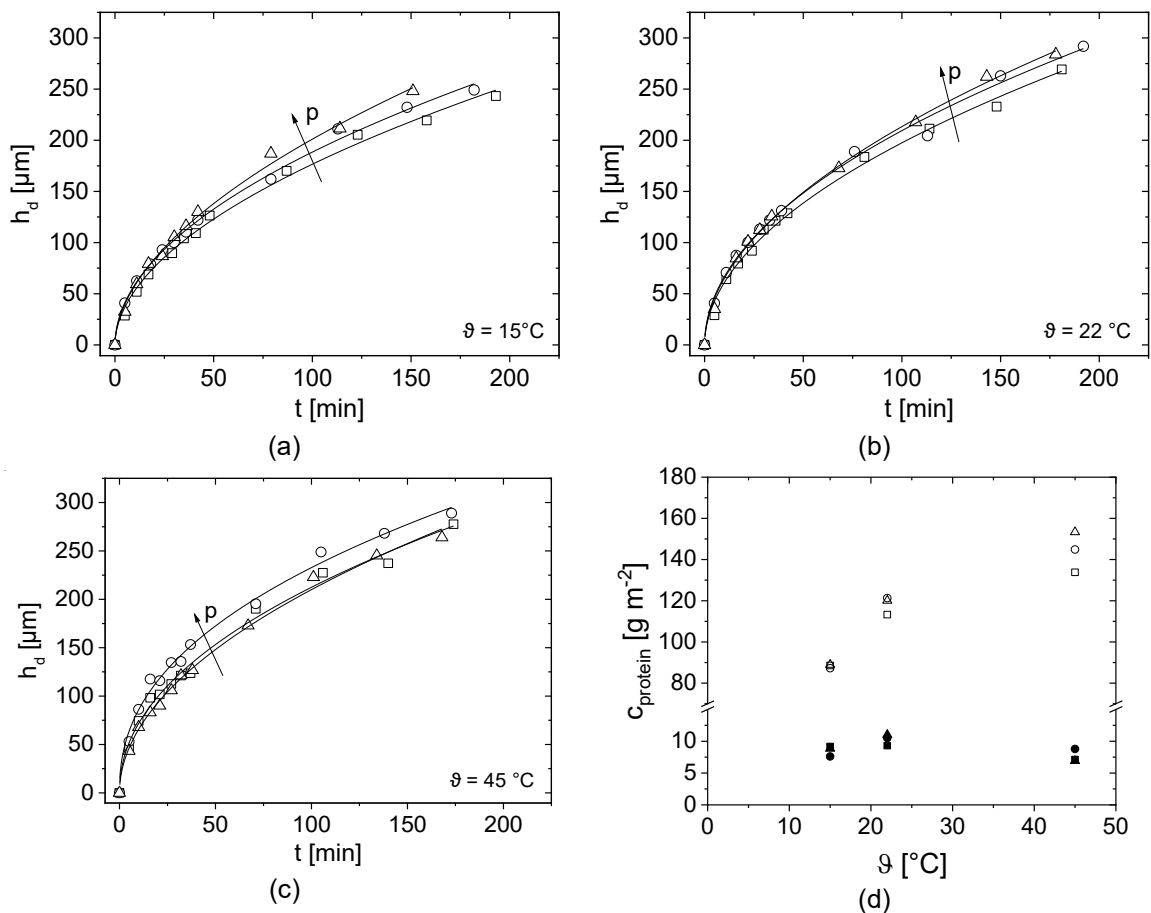 300
250
200
150
100
50
0
h_d [µm]
p
ϑ = 15°C
0 50 100 150 200
t [min]
(a)
300
250
200
150
100
50
0
h_d [µm]
p
ϑ = 22 °C
0 50 100 150 200
t [min]
(b)
300
250
200
150
100
50
0
h_d [µm]
p
ϑ = 45 °C
0 50 100 150 200
t [min]
(c)
180
160
140
120
100
80
10
5
0
c_protein [g m^-2]
0 10 20 30 40 50
ϑ [°C]
(d)